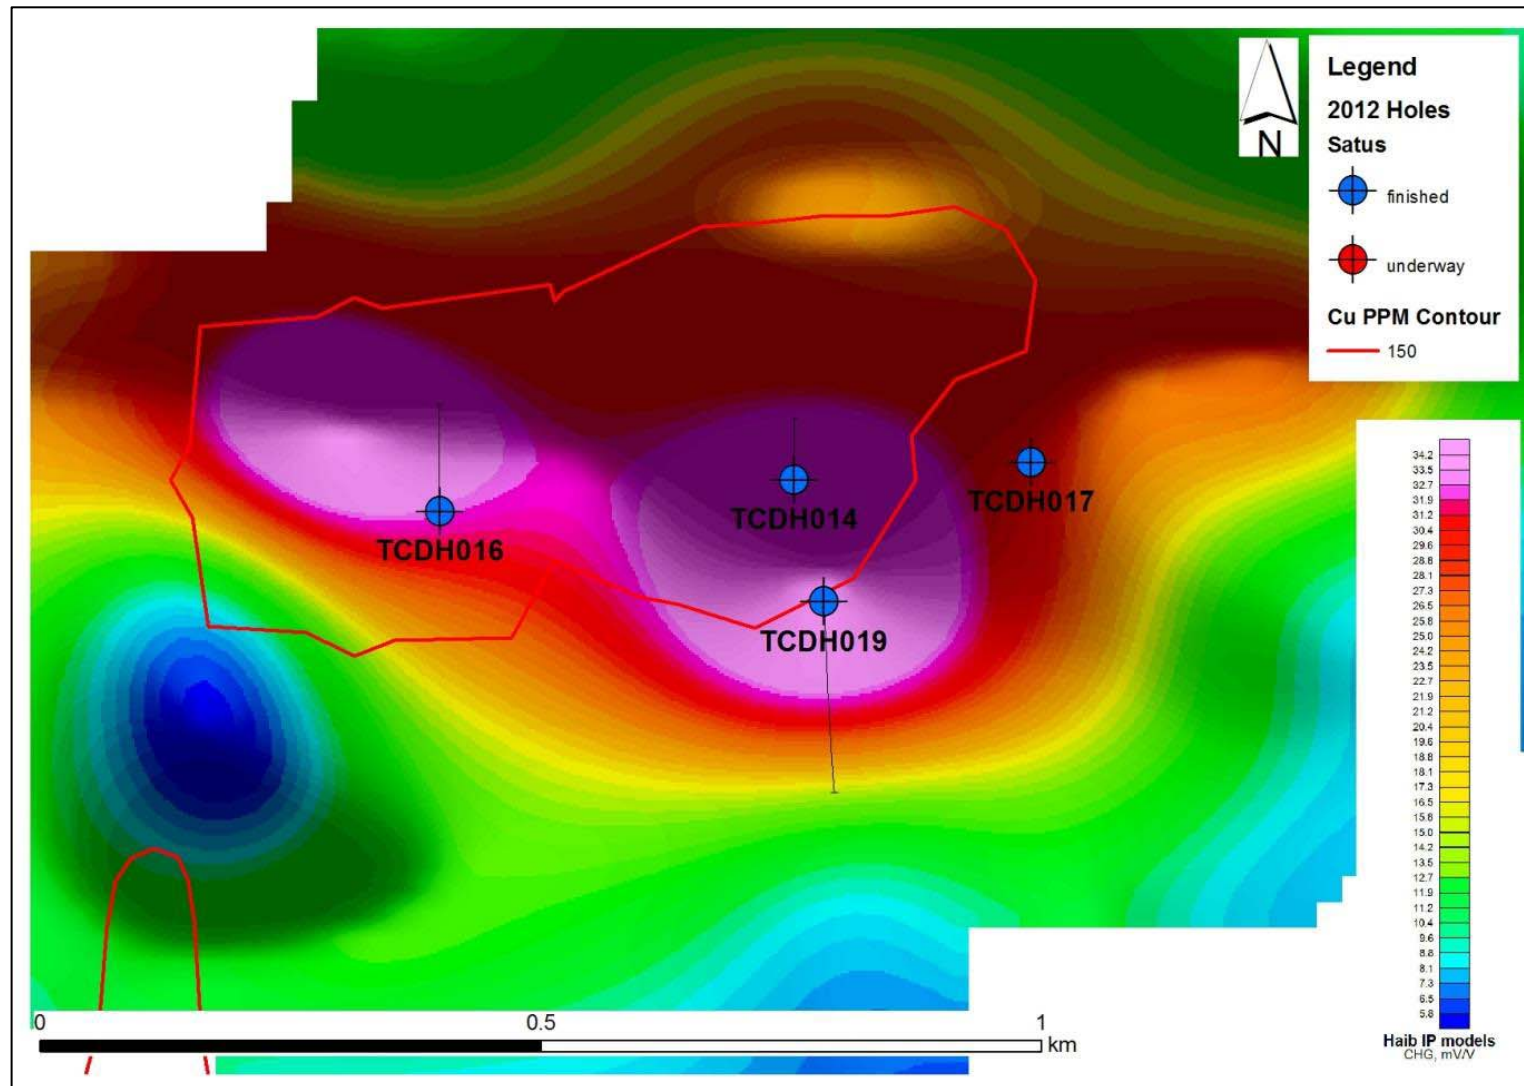 Legend
2012 Holes
Satus
finished
underway
Cu PPM Contour
150
N
TCDH016
TCDH014
TCDH017
TCDH019
34.2
33.5
32.7
31.9
31.2
30.4
29.6
28.8
28.1
27.3
26.5
25.8
25.0
24.2
23.5
22.7
21.9
21.2
20.4
19.6
18.8
18.1
17.3
16.5
15.8
15.0
14.2
13.5
12.7
11.9
11.2
10.4
9.6
8.8
8.1
7.3
6.5
5.8
Haib IP models
CHG, mV/V
0 0.5 1
km